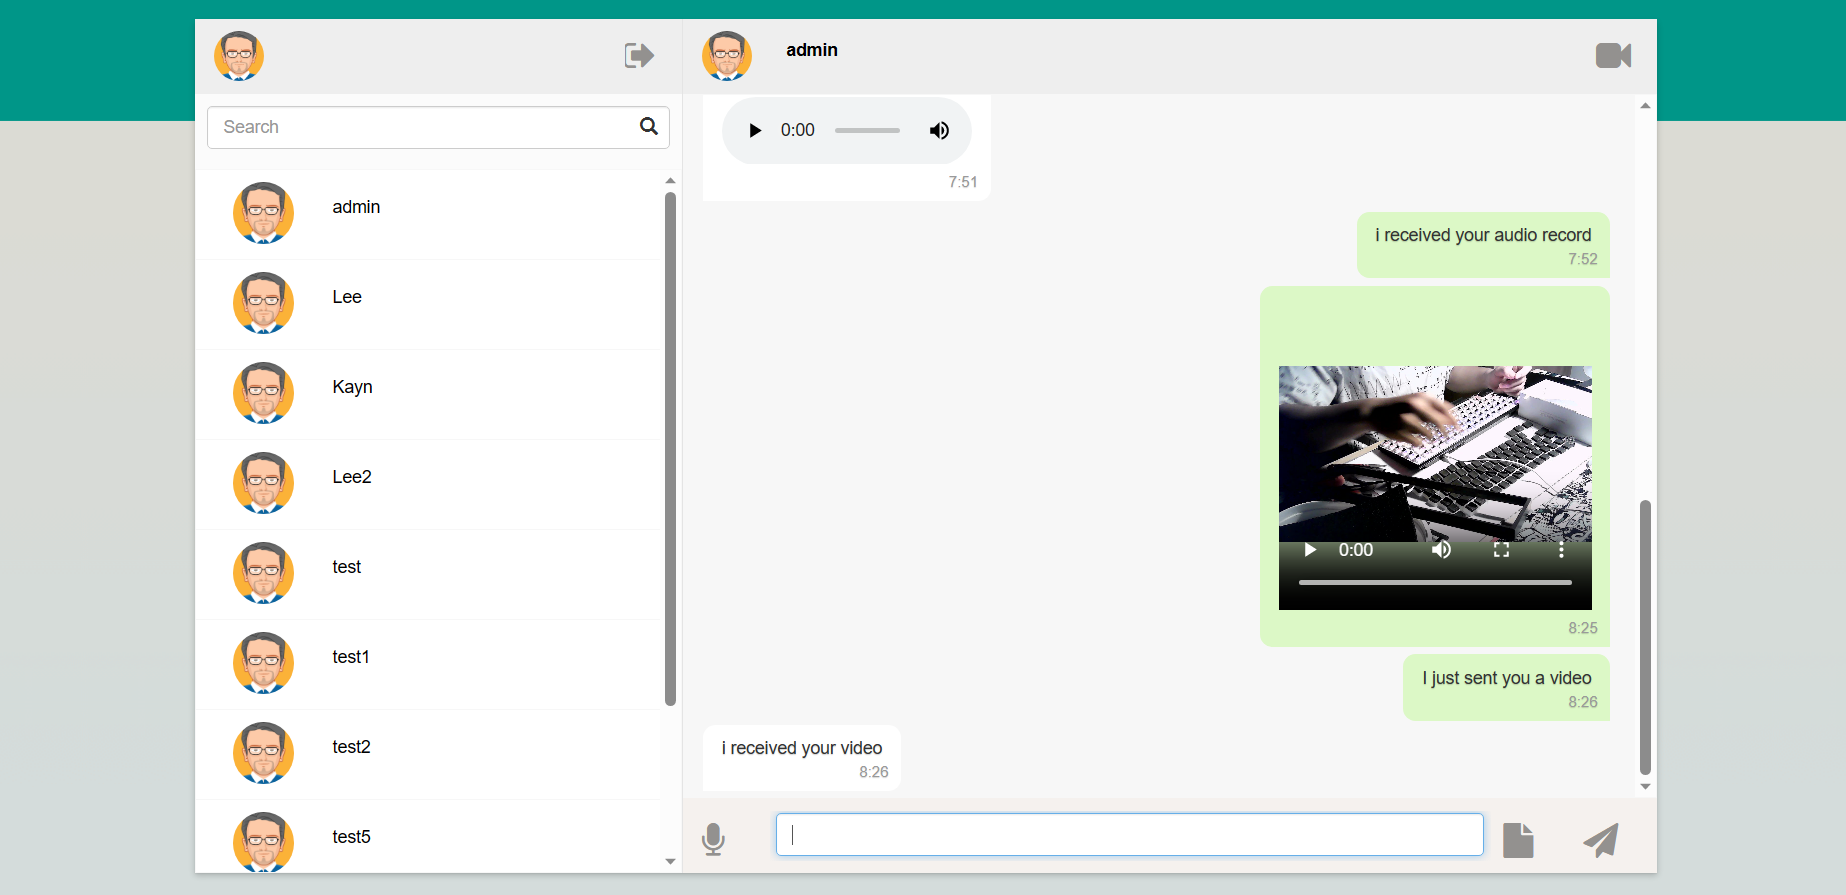 admin
Search
admin
Lee
Kayn
Lee2
test
test1
test2
test5
0:00
7:51
i received your audio record
7:52
0:00
8:25
I just sent you a video
8:26
i received your video
8:26